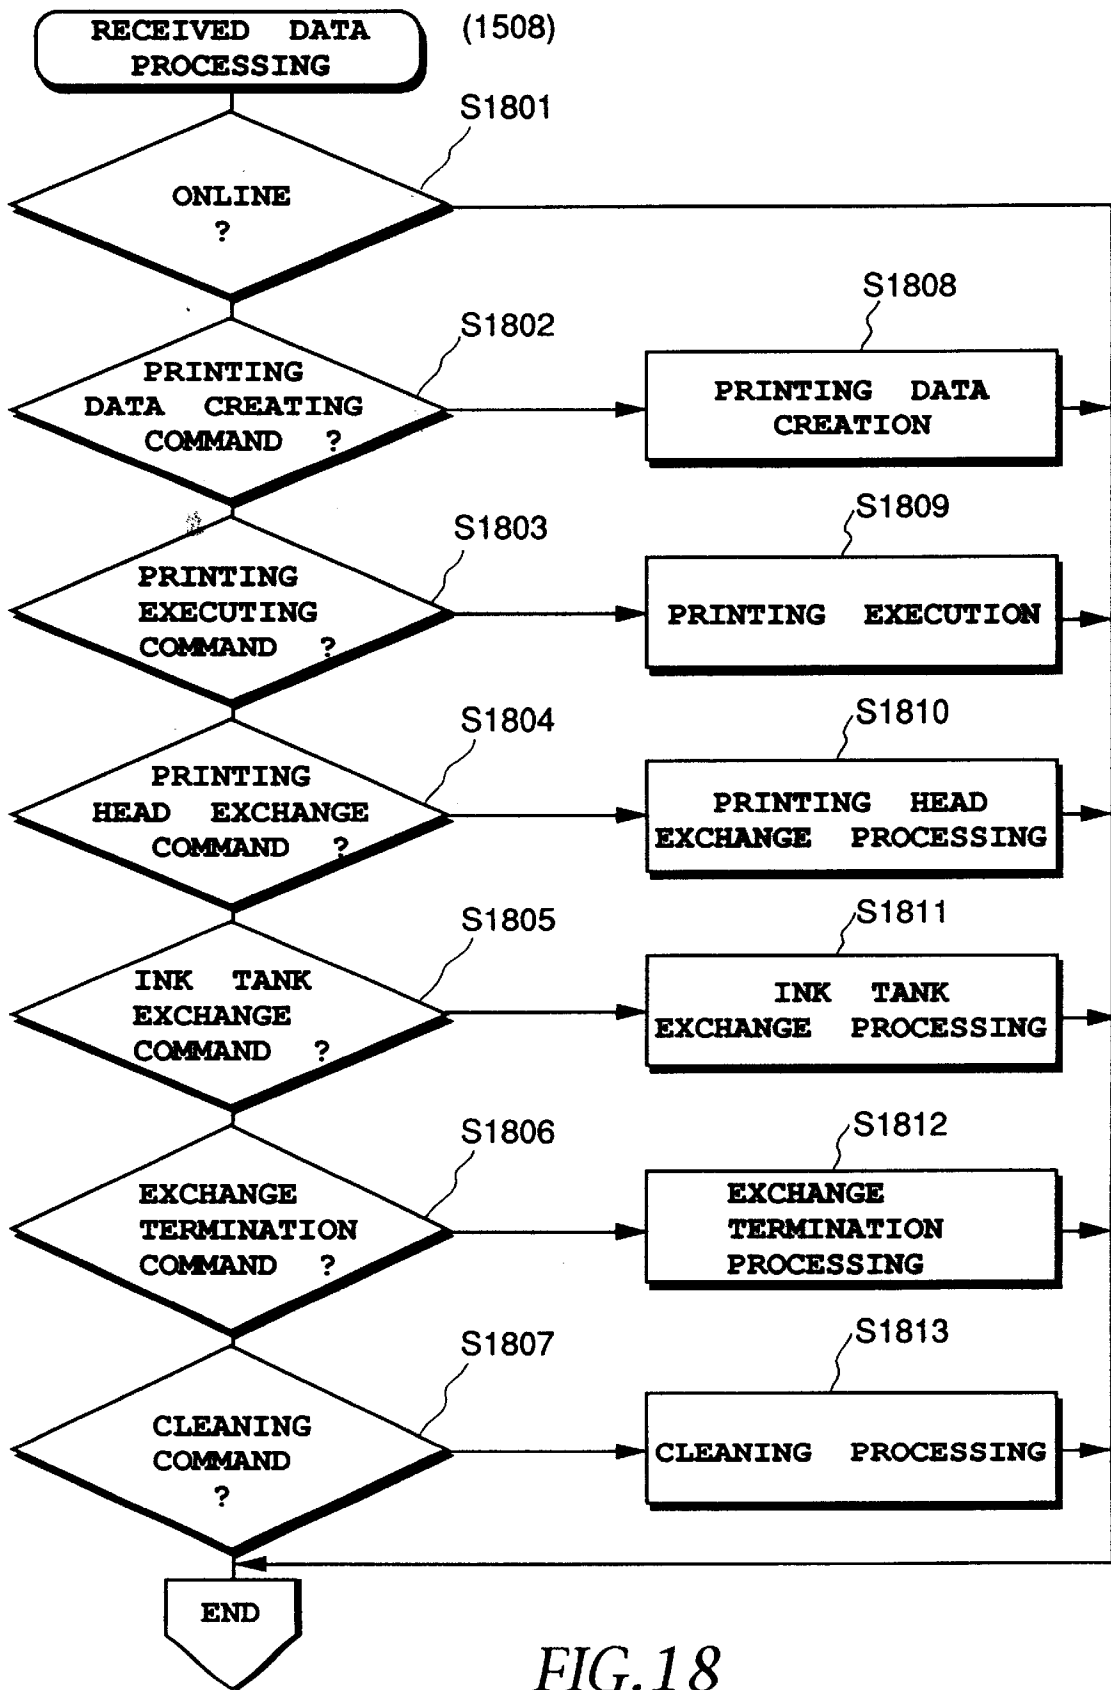 RECEIVED DATA
PROCESSING
(1508)
S1801
ONLINE
?
S1802
PRINTING
DATA CREATING
COMMAND ?
S1808
PRINTING DATA
CREATION
S1803
PRINTING
EXECUTING
COMMAND ?
S1809
PRINTING EXECUTION
S1804
PRINTING
HEAD EXCHANGE
COMMAND ?
S1810
PRINTING HEAD
EXCHANGE PROCESSING
S1805
INK TANK
EXCHANGE
COMMAND ?
S1811
INK TANK
EXCHANGE PROCESSING
S1806
EXCHANGE
TERMINATION
COMMAND ?
S1812
EXCHANGE
TERMINATION
PROCESSING
S1807
CLEANING
COMMAND
?
S1813
CLEANING PROCESSING
END
FIG.18